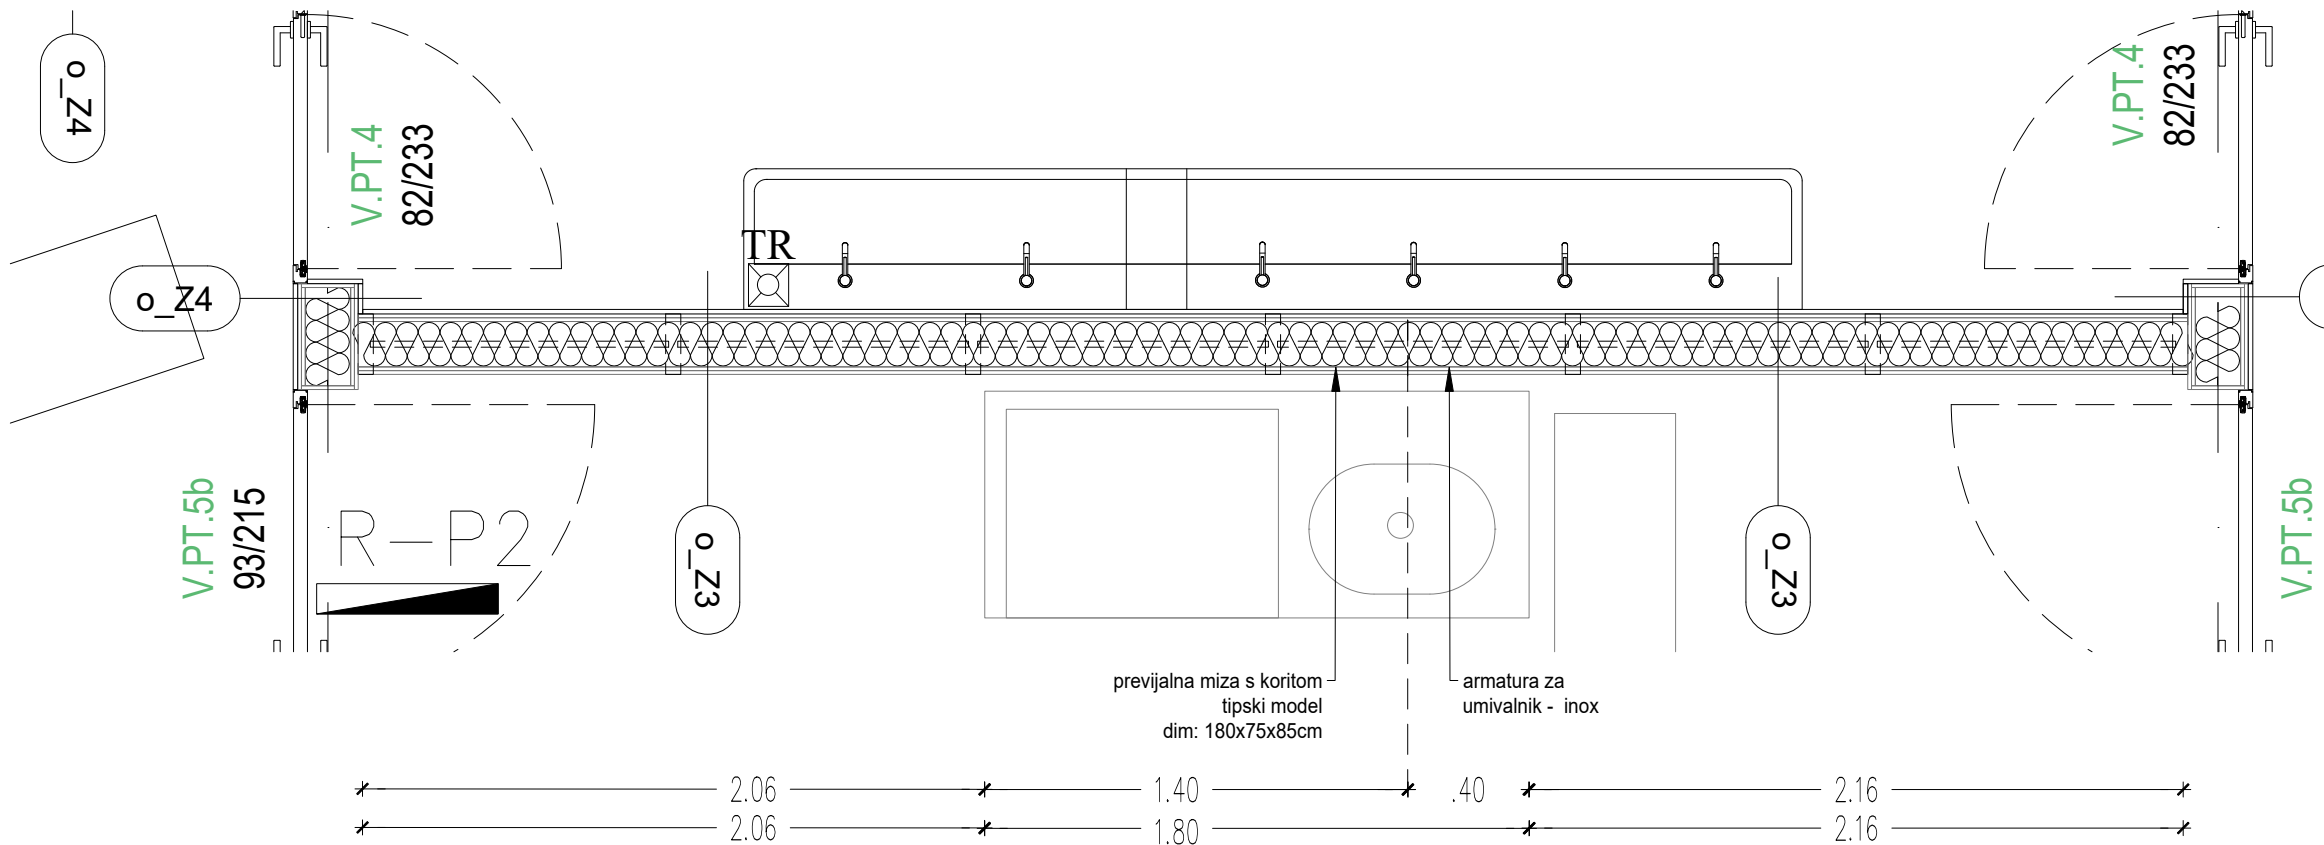 o_Z4
V.PT.4
82/233
V.PT.4
82/233
TR
o_Z4
V.PT.5b
93/215
R-P2
o_Z3
o_Z3
V.PT.5b
previjalna miza s koritom
tipski model
dim: 180x75x85cm
armatura za
umivalnik - inox
2.06 1.40 .40 2.16
2.06 1.80 2.16